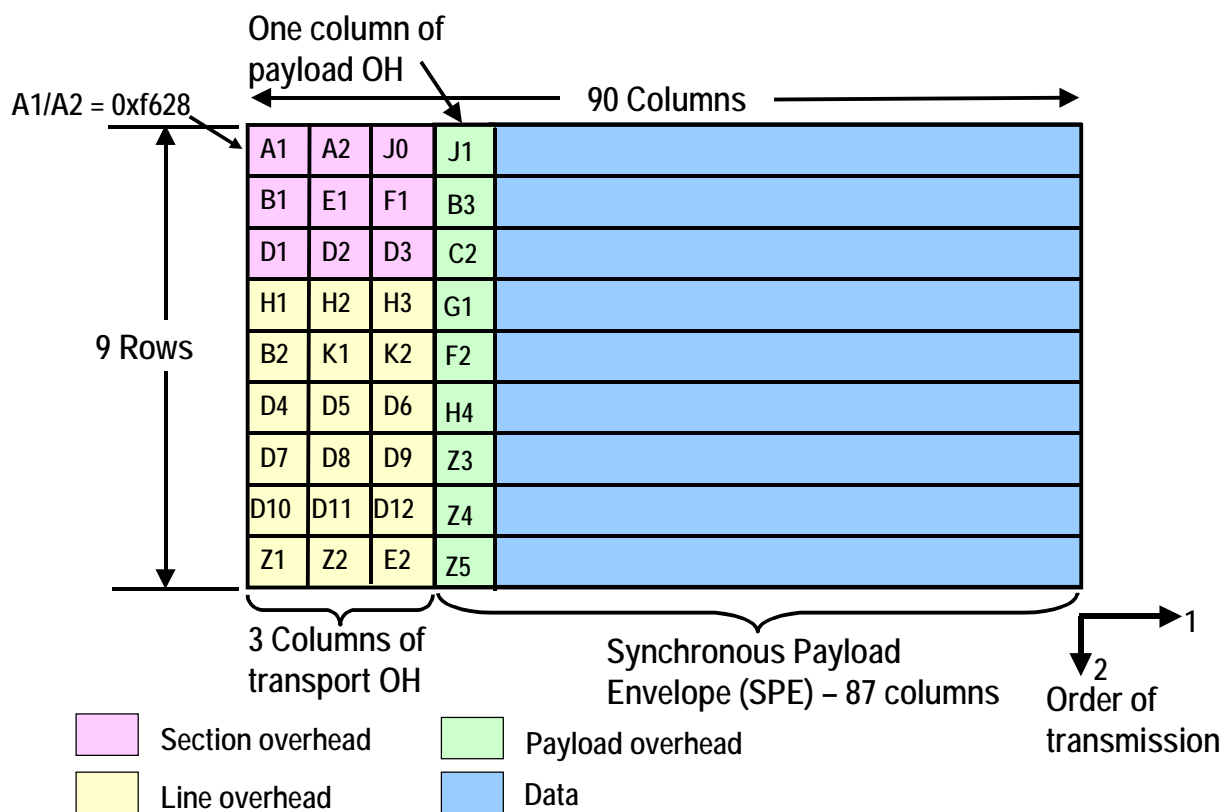 One column of
payload OH
A1/A2 = 0xf628
90 Columns
A1 A2 J0 J1
B1 E1 F1 B3
D1 D2 D3 C2
H1 H2 H3 G1
9 Rows
B2 K1 K2 F2
D4 D5 D6 H4
D7 D8 D9 Z3
D10 D11 D12 Z4
Z1 Z2 E2 Z5
3 Columns of
transport OH
Synchronous Payload
Envelope (SPE) – 87 columns
1
2
Order of
transmission
Section overhead
Payload overhead
Line overhead
Data